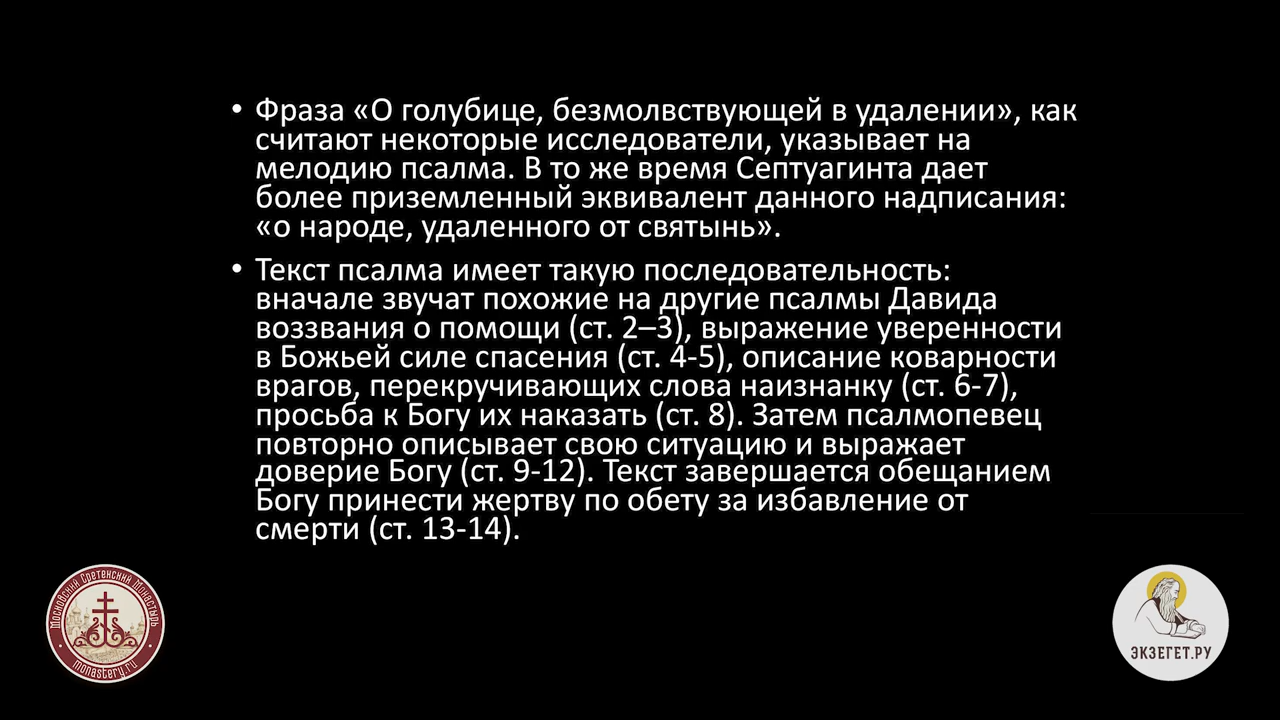 • Фраза «О голубице, безмолвствующей в удалении», как
считают некоторые исследователи, указывает на
мелодию псалма. В то же время Септуагинта дает
более приземленный эквивалент данного надписания:
«о народе, удаленного от святынь».
• Текст псалма имеет такую последовательность:
вначале звучат похожие на другие псалмы Давида
воззвания о помощи (ст. 2–3), выражение уверенности
в Божьей силе спасения (ст. 4-5), описание коварности
врагов, перекручивающих слова наизнанку (ст. 6-7),
просьба к Богу их наказать (ст. 8). Затем псалмопевец
повторно описывает свою ситуацию и выражает
доверие Богу (ст. 9-12). Текст завершается обещанием
Богу принести жертву по обету за избавление от
смерти (ст. 13-14).
Московский Сретенский Монастырь
monastery.ru
ЭКЗЕГЕТ.РУ